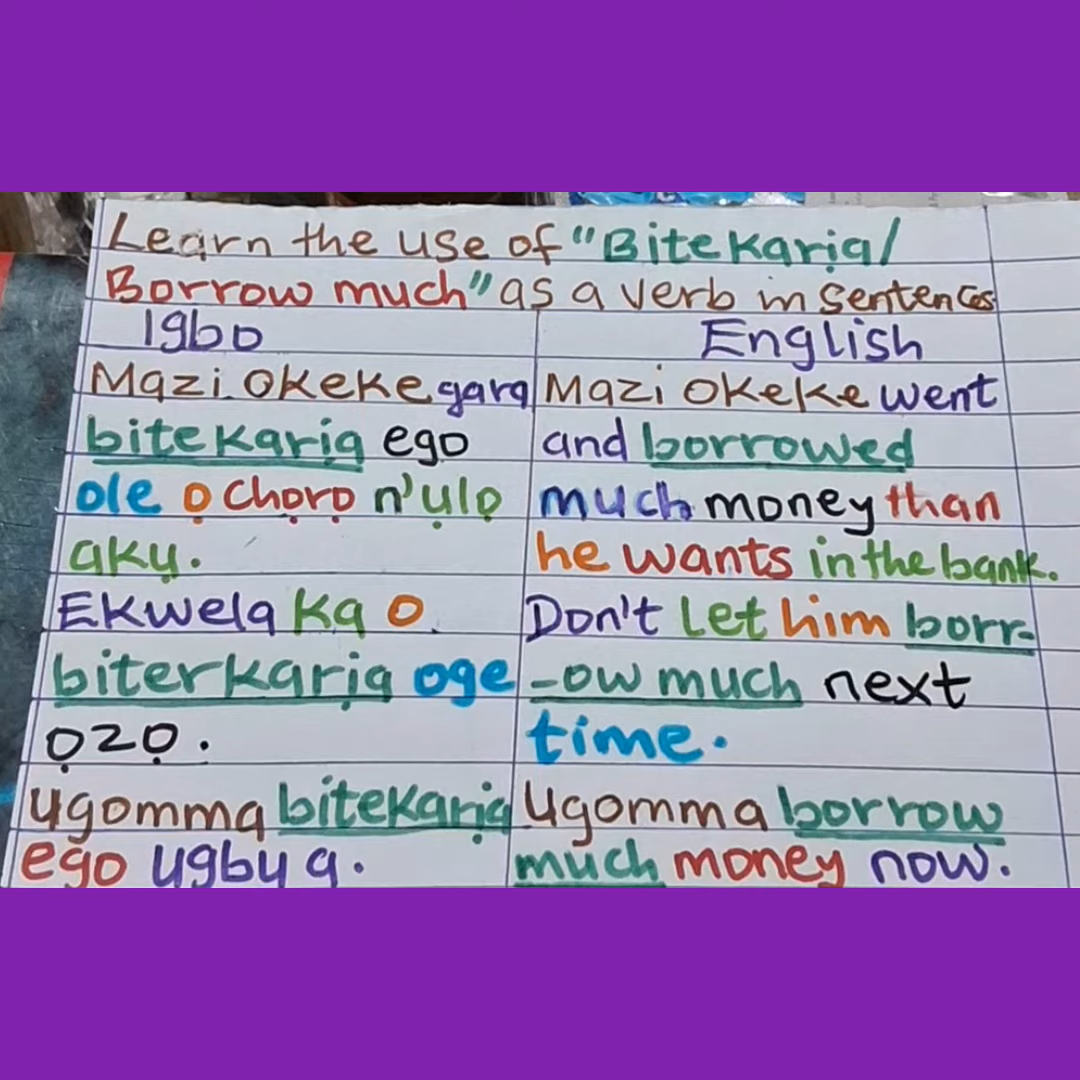 Learn the use of "Bitekarịa/
Borrow much" as a verb in sentences
Igbo English
Mazi Okeke gara Mazi Okeke went
bitekarịa ego and borrowed
ole ọ chọrọ n'ụlọ much money than
akụ. he wants in the bank.
Ekwela ka o Don't let him borr-
biterkarịa oge -ow much next
ọzọ. time.
Ugomma bitekarịa Ugomma borrow
ego ugbu a. much money now.